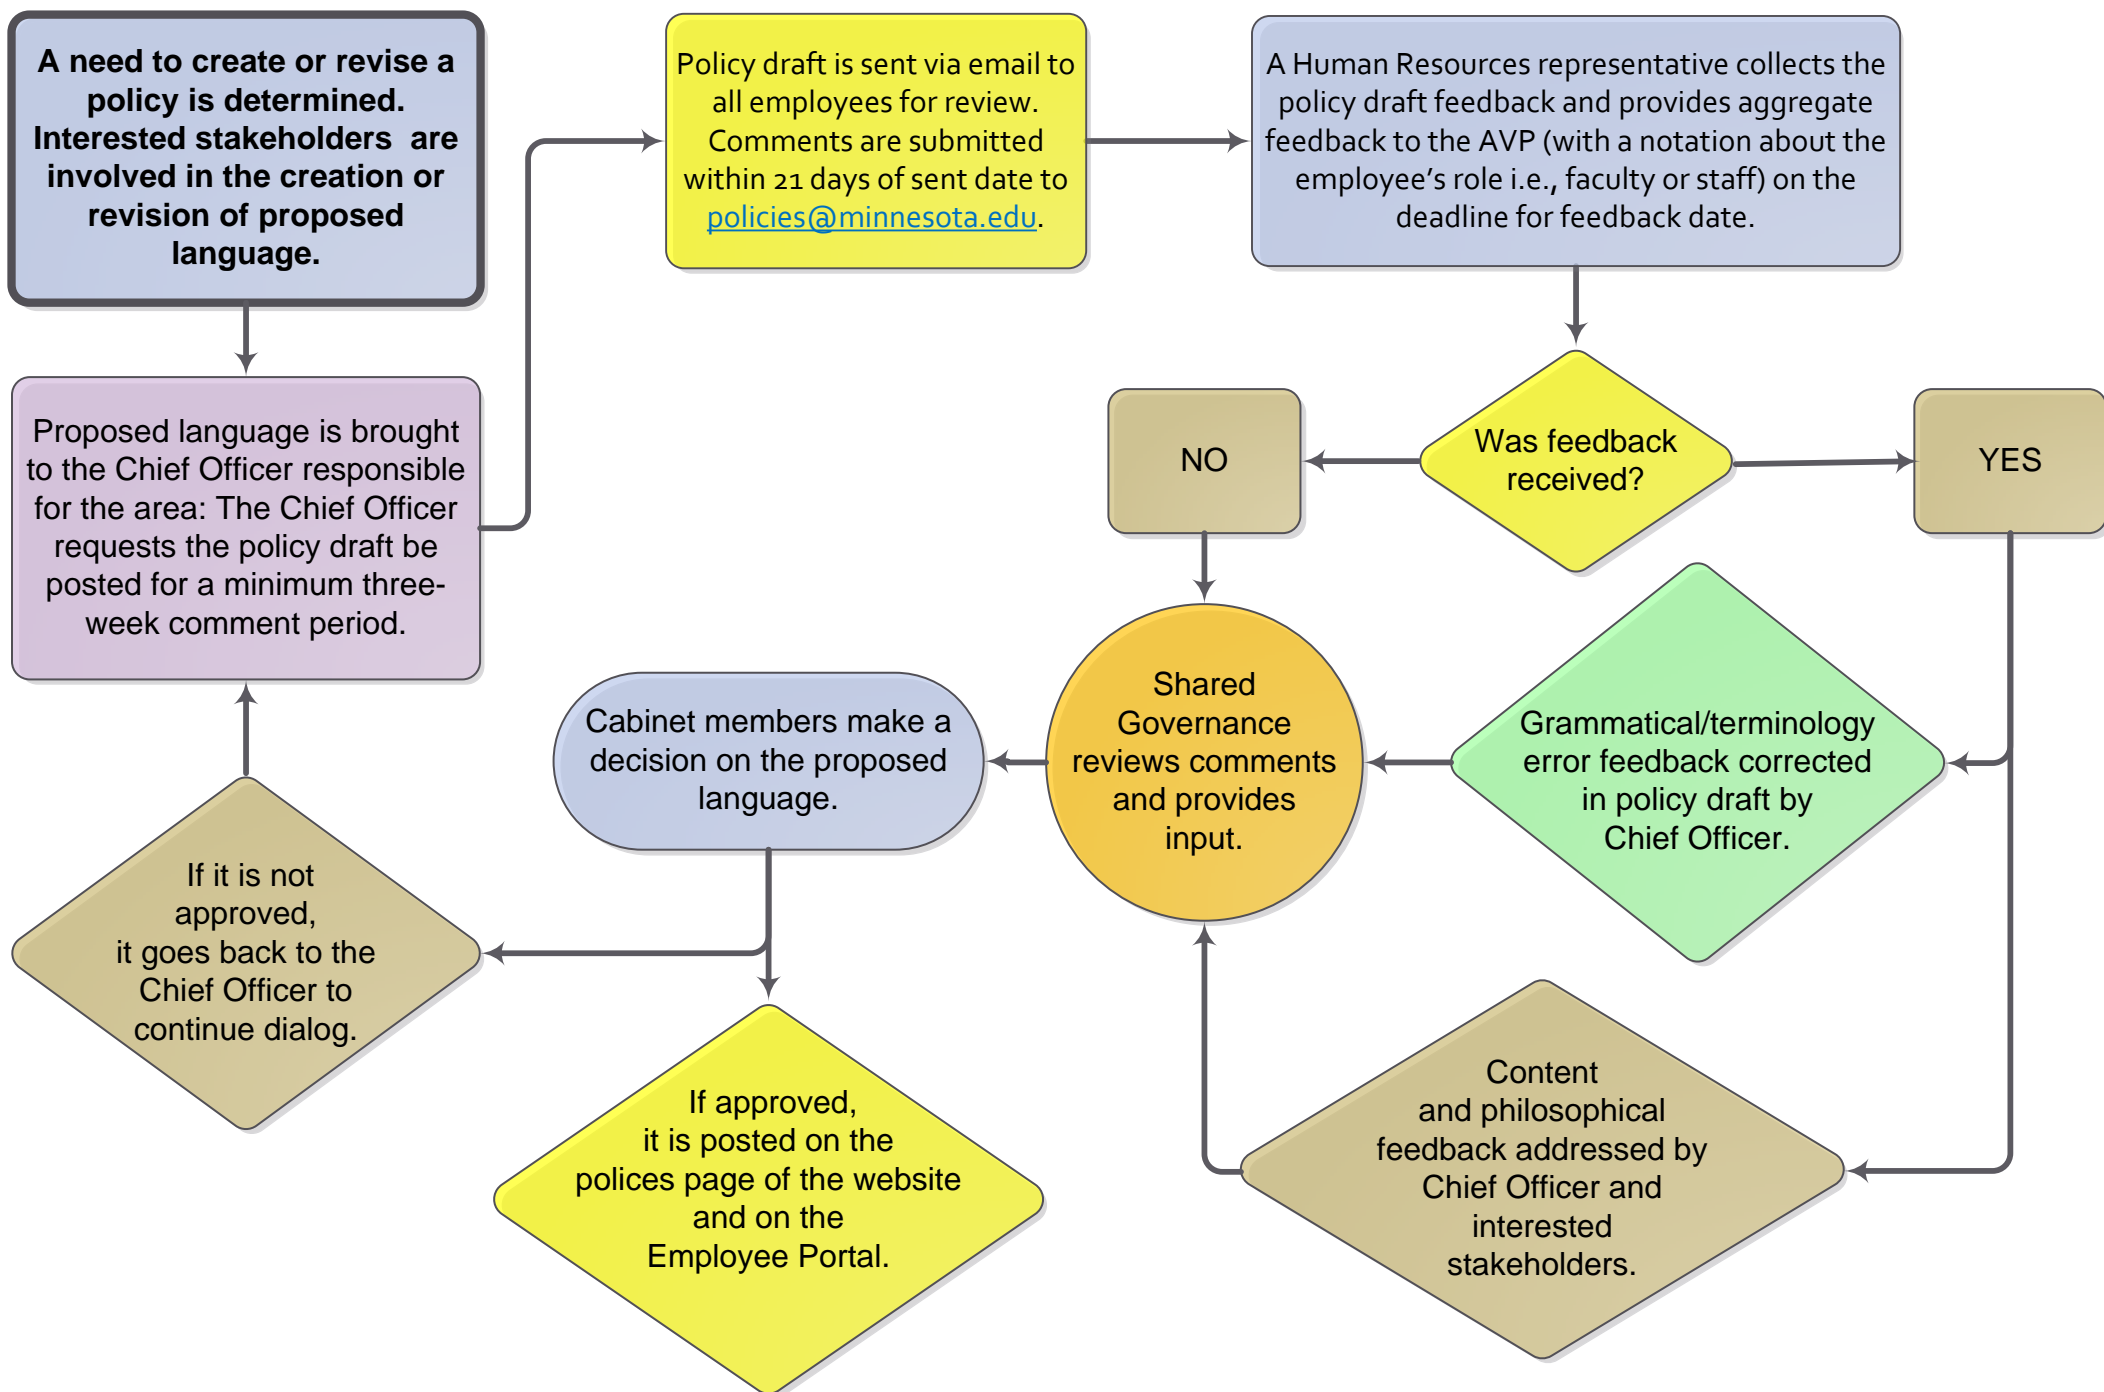 A need to create or revise a
policy is determined.
Interested stakeholders  are
involved in the creation or
revision of proposed
language.
Proposed language is brought
to the Chief Officer responsible
for the area: The Chief Officer
requests the policy draft be
posted for a minimum three-
week comment period.
Policy draft is sent via email to
all employees for review.
Comments are submitted
within 21 days of sent date to
policies@minnesota.edu.
A Human Resources representative collects the
policy draft feedback and provides aggregate
feedback to the AVP (with a notation about the
employee's role i.e., faculty or staff) on the
deadline for feedback date.
Was feedback
received?
NO
YES
Grammatical/terminology
error feedback corrected
in policy draft by
Chief Officer.
Content
and philosophical
feedback addressed by
Chief Officer and
interested
stakeholders.
Shared
Governance
reviews comments
and provides
input.
Cabinet members make a
decision on the proposed
language.
If it is not
approved,
it goes back to the
Chief Officer to
continue dialog.
If approved,
it is posted on the
polices page of the website
and on the
Employee Portal.